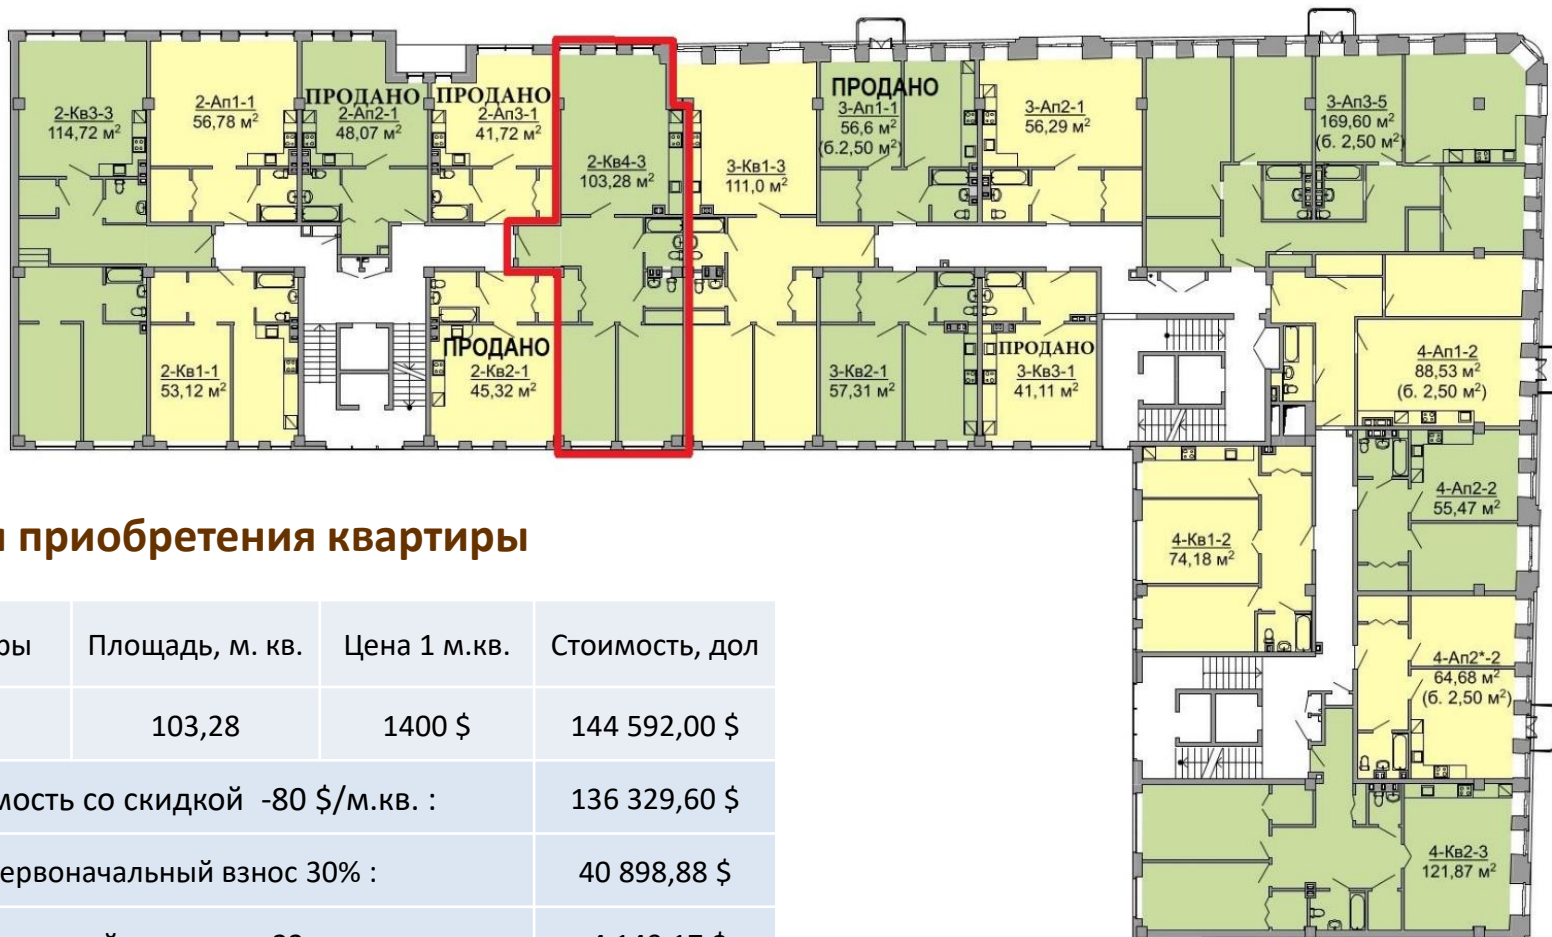 2-Кв3-3
114,72 м²
2-Ап1-1
56,78 м²
ПРОДАНО
2-Ап2-1
48,07 м²
ПРОДАНО
2-Ап3-1
41,72 м²
2-Кв4-3
103,28 м²
3-Кв1-3
111,0 м²
ПРОДАНО
3-Ап1-1
56,6 м²
(б.2,50 м²)
3-Ап2-1
56,29 м²
3-Ап3-5
169,60 м²
(б. 2,50 м²)
2-Кв1-1
53,12 м²
ПРОДАНО
2-Кв2-1
45,32 м²
3-Кв2-1
57,31 м²
ПРОДАНО
3-Кв3-1
41,11 м²
4-Ап1-2
88,53 м²
(б. 2,50 м²)
4-Ап2-2
55,47 м²
4-Кв1-2
74,18 м²
4-Ап2*-2
64,68 м²
(б. 2,50 м²)
4-Кв2-3
121,87 м²
приобретения квартиры
Площадь, м. кв. Цена 1 м.кв. Стоимость, дол
103,28 1400 $ 144 592,00 $
мость со скидкой -80 $/м.кв. : 136 329,60 $
ервоначальный взнос 30% : 40 898,88 $